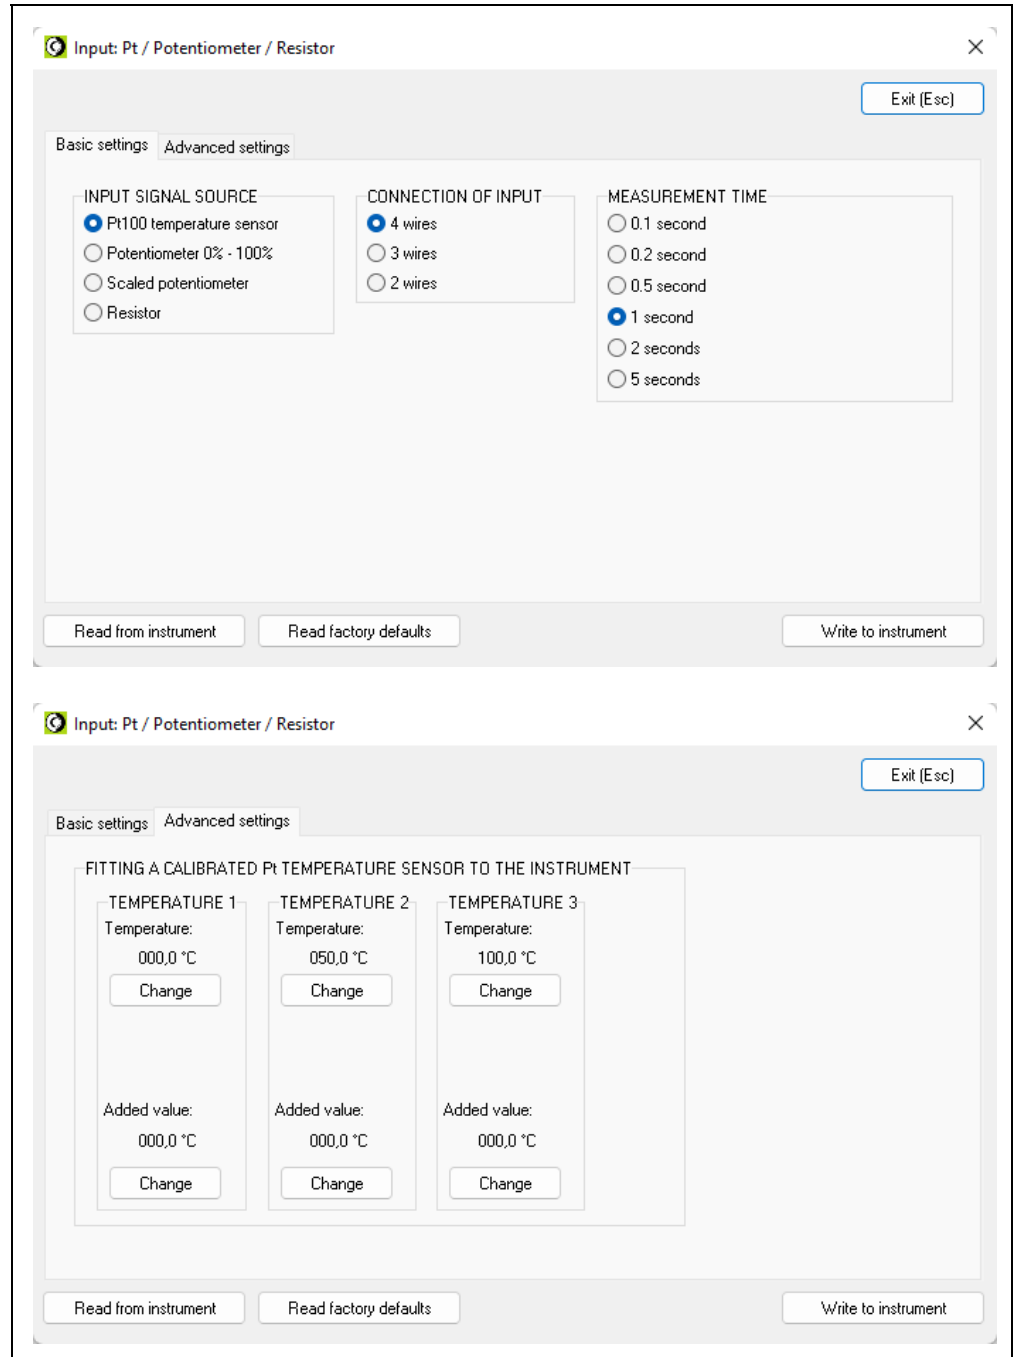 Input: Pt / Potentiometer / Resistor
Exit (Esc)
Basic settings Advanced settings
INPUT SIGNAL SOURCE
Pt100 temperature sensor
Potentiometer 0% - 100%
Scaled potentiometer
Resistor
CONNECTION OF INPUT
4 wires
3 wires
2 wires
MEASUREMENT TIME
0.1 second
0.2 second
0.5 second
1 second
2 seconds
5 seconds
Read from instrument Read factory defaults Write to instrument
Input: Pt / Potentiometer / Resistor
Exit (Esc)
Basic settings Advanced settings
FITTING A CALIBRATED Pt TEMPERATURE SENSOR TO THE INSTRUMENT
TEMPERATURE 1
Temperature:
000,0 °C
Change
Added value:
000,0 °C
Change
TEMPERATURE 2
Temperature:
050,0 °C
Change
Added value:
000,0 °C
Change
TEMPERATURE 3
Temperature:
100,0 °C
Change
Added value:
000,0 °C
Change
Read from instrument Read factory defaults Write to instrument